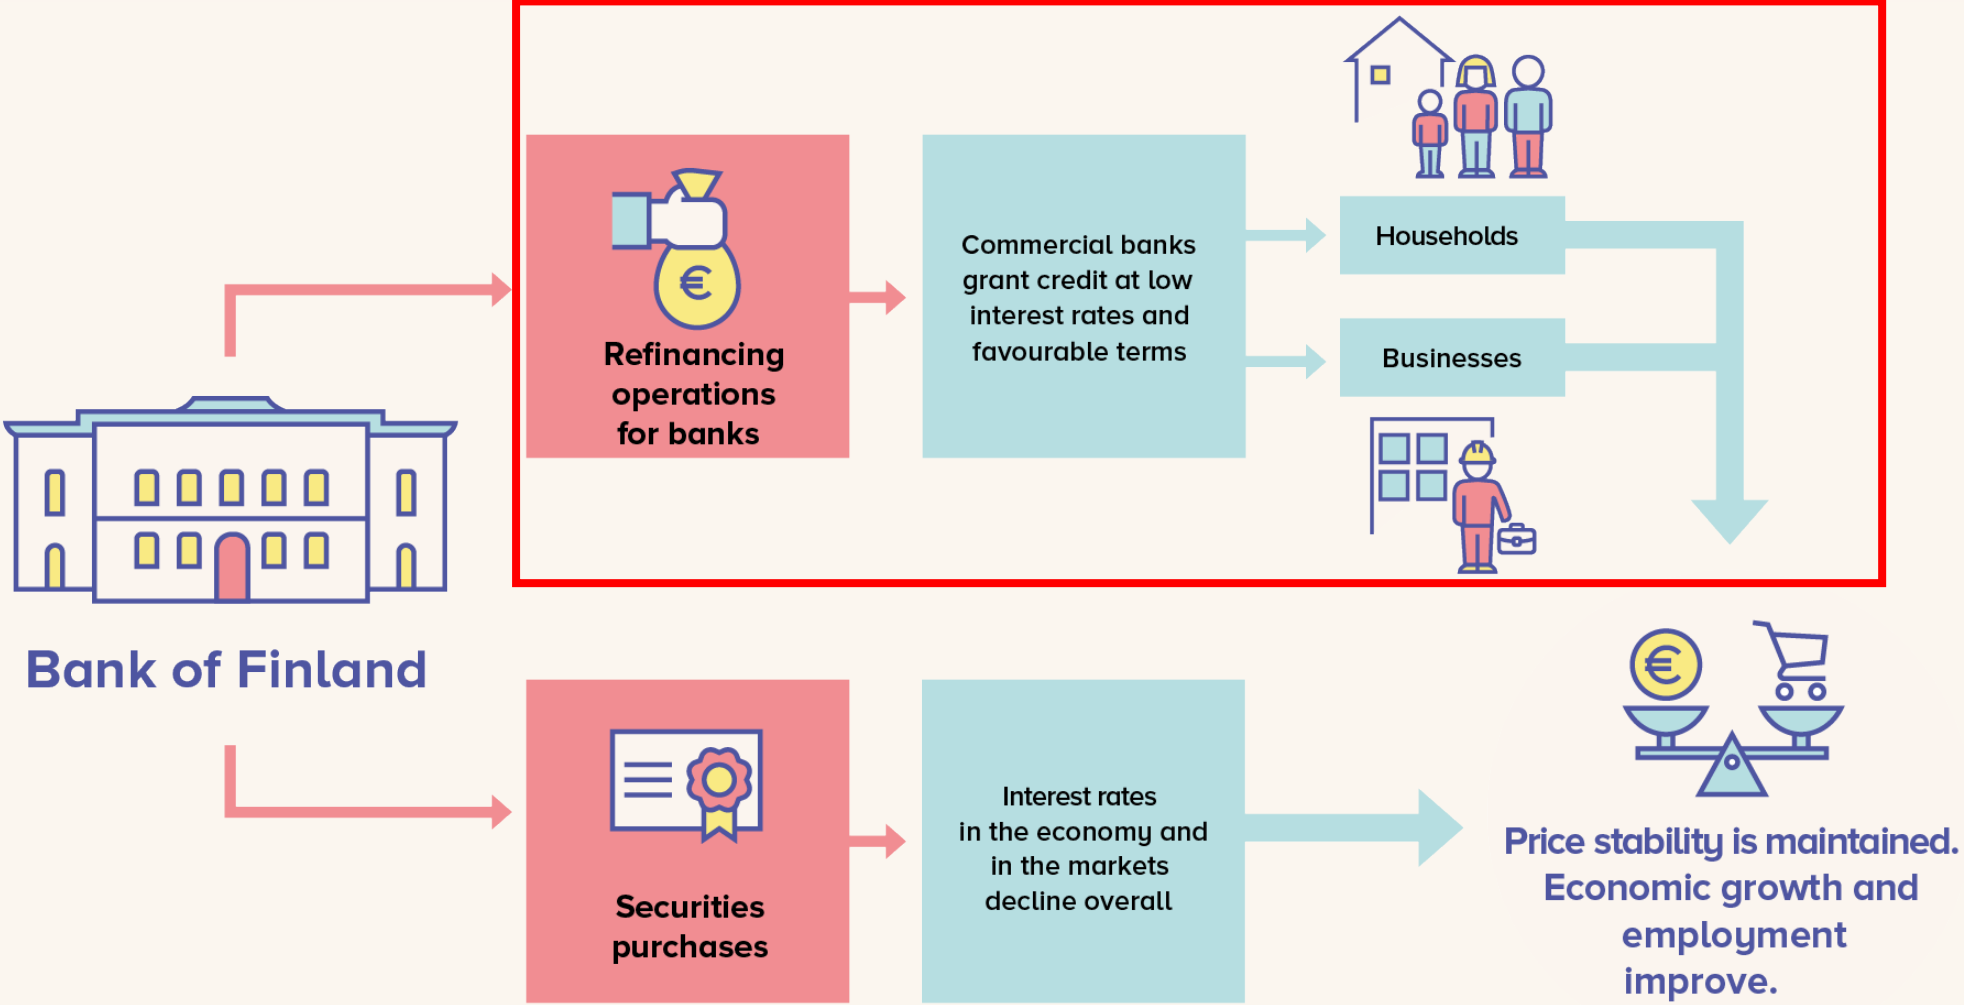 Refinancing
operations
for banks
Commercial banks
grant credit at low
interest rates and
favourable terms
Households
Businesses
Bank of Finland
Securities
purchases
Interest rates
in the economy and
in the markets
decline overall
Price stability is maintained.
Economic growth and
employment
improve.
€
€